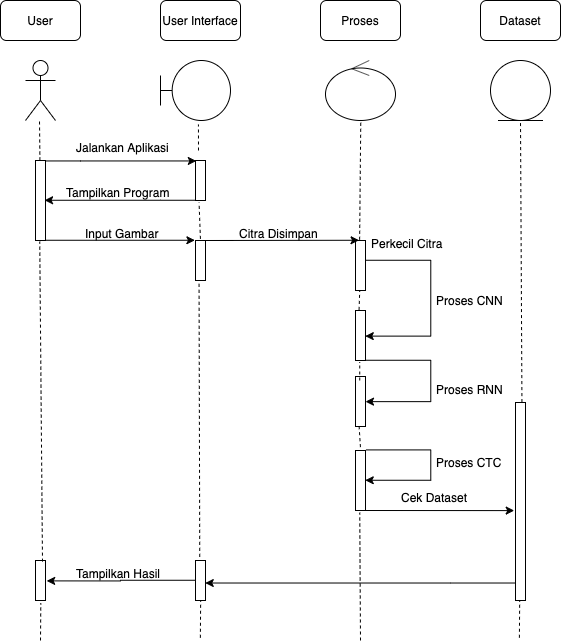 User
User Interface
Proses
Dataset
Jalankan Aplikasi
Tampilkan Program
Input Gambar
Citra Disimpan
Perkecil Citra
Proses CNN
Proses RNN
Proses CTC
Cek Dataset
Tampilkan Hasil